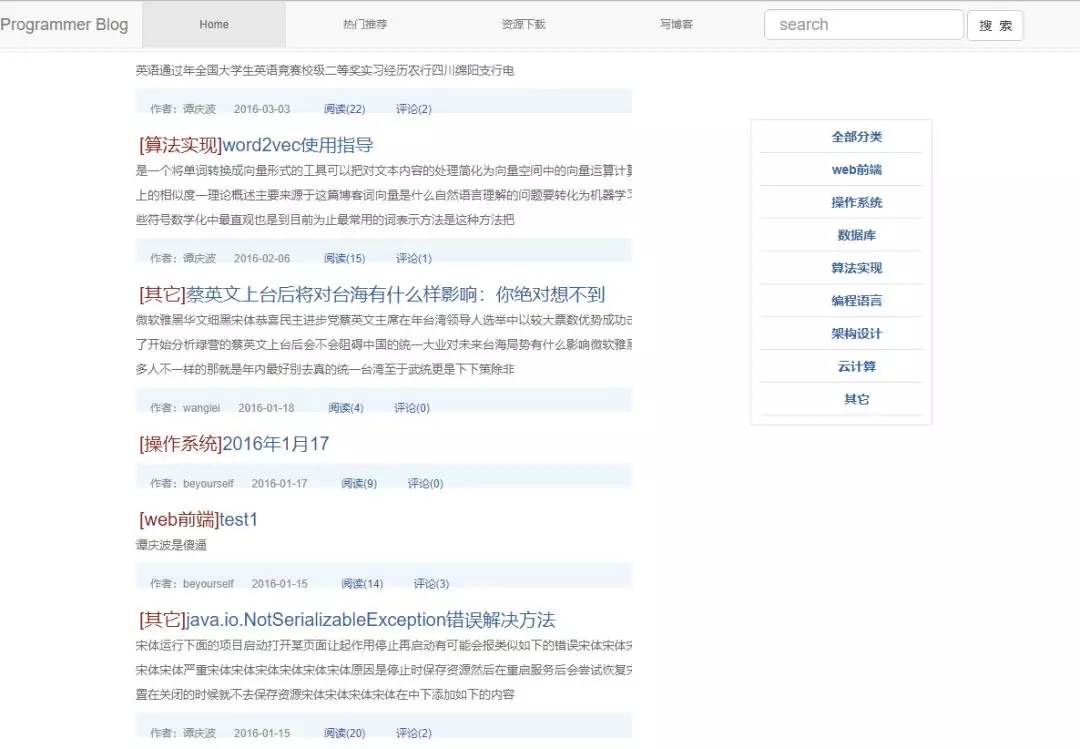 Programmer Blog Home 热门推荐 资源下载 写博客 search 搜 索
英语通过年全国大学生英语竞赛校级二等奖实习经历农行四川绵阳支行电
作者：谭庆波 2016-03-03 阅读(22) 评论(2)
[算法实现]word2vec使用指导
是一个将单词转换成向量形式的工具可以把对文本内容的处理简化为向量空间中的向量运算计算
上的相似度一理论概述主要来源于这篇博客词向量是什么自然语言理解的问题要转化为机器学习
些符号数学化中最直观也是到目前为止最常用的词表示方法是这种方法把
作者：谭庆波 2016-02-06 阅读(15) 评论(1)
[其它]蔡英文上台后将对台海有什么样影响：你绝对想不到
微软雅黑华文细黑宋体恭喜民主进步党蔡英文主席在年台湾领导人选举中以较大票数优势成功
了开始分析绿营的蔡英文上台后会不会阻碍中国的统一大业对未来台海局势有什么影响微软雅黑
多人不一样的那就是年内最好别去真的统一台湾至于武统更是下下策除非
作者：wanglei 2016-01-18 阅读(4) 评论(0)
[操作系统]2016年1月17
作者：beyourself 2016-01-17 阅读(9) 评论(0)
[web前端]test1
谭庆波是傻逼
作者：beyourself 2016-01-15 阅读(14) 评论(3)
[其它]java.io.NotSerializableException错误解决方法
宋体运行下面的项目启动打开某页面让起作用停止再启动有可能会报类似如下的错误宋体宋体
宋体宋体严重宋体宋体宋体宋体宋体宋体原因是停止时保存资源然后在重启服务后会尝试恢复
置在关闭的时候就不去保存资源宋体宋体宋体宋体在中下添加如下的内容
作者：谭庆波 2016-01-15 阅读(20) 评论(2)
全部分类
web前端
操作系统
数据库
算法实现
编程语言
架构设计
云计算
其它